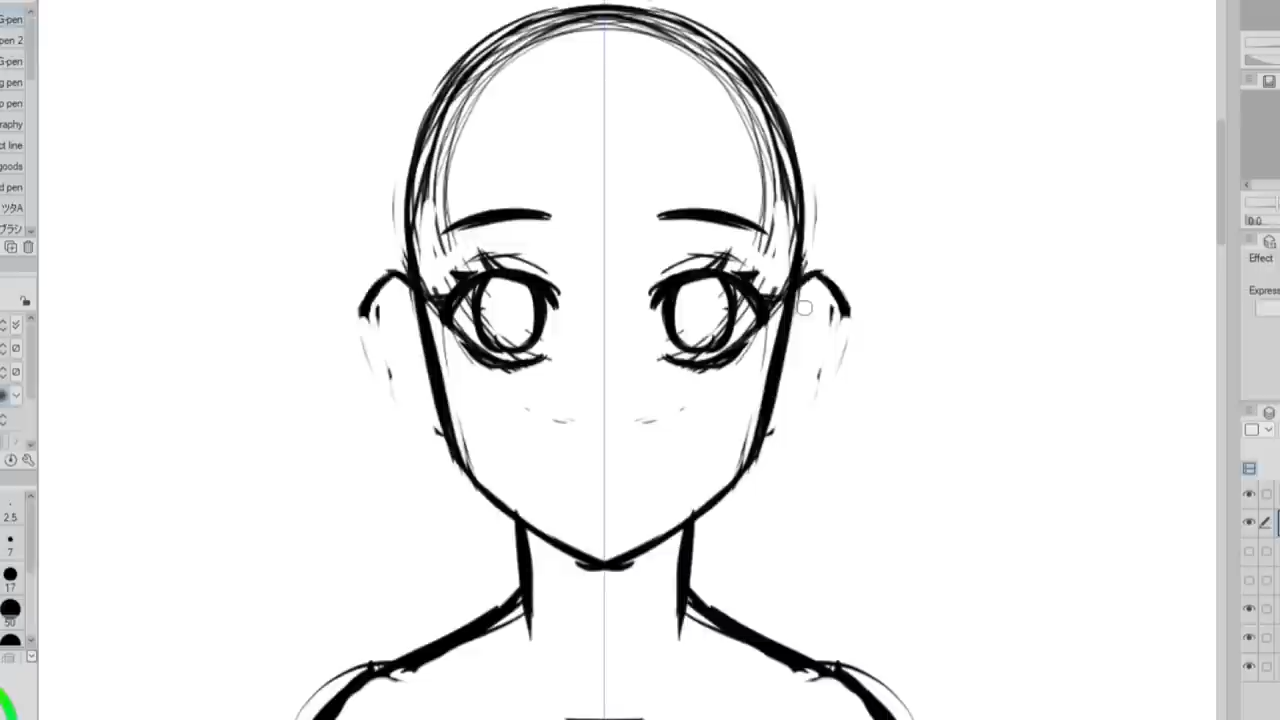 G-pen
pen 2
G-pen
g pen
p pen
raphy
ct line
goods
d pen
ツタA
ブラシ
2.5
7
17
50
0.0
Effect
Expres